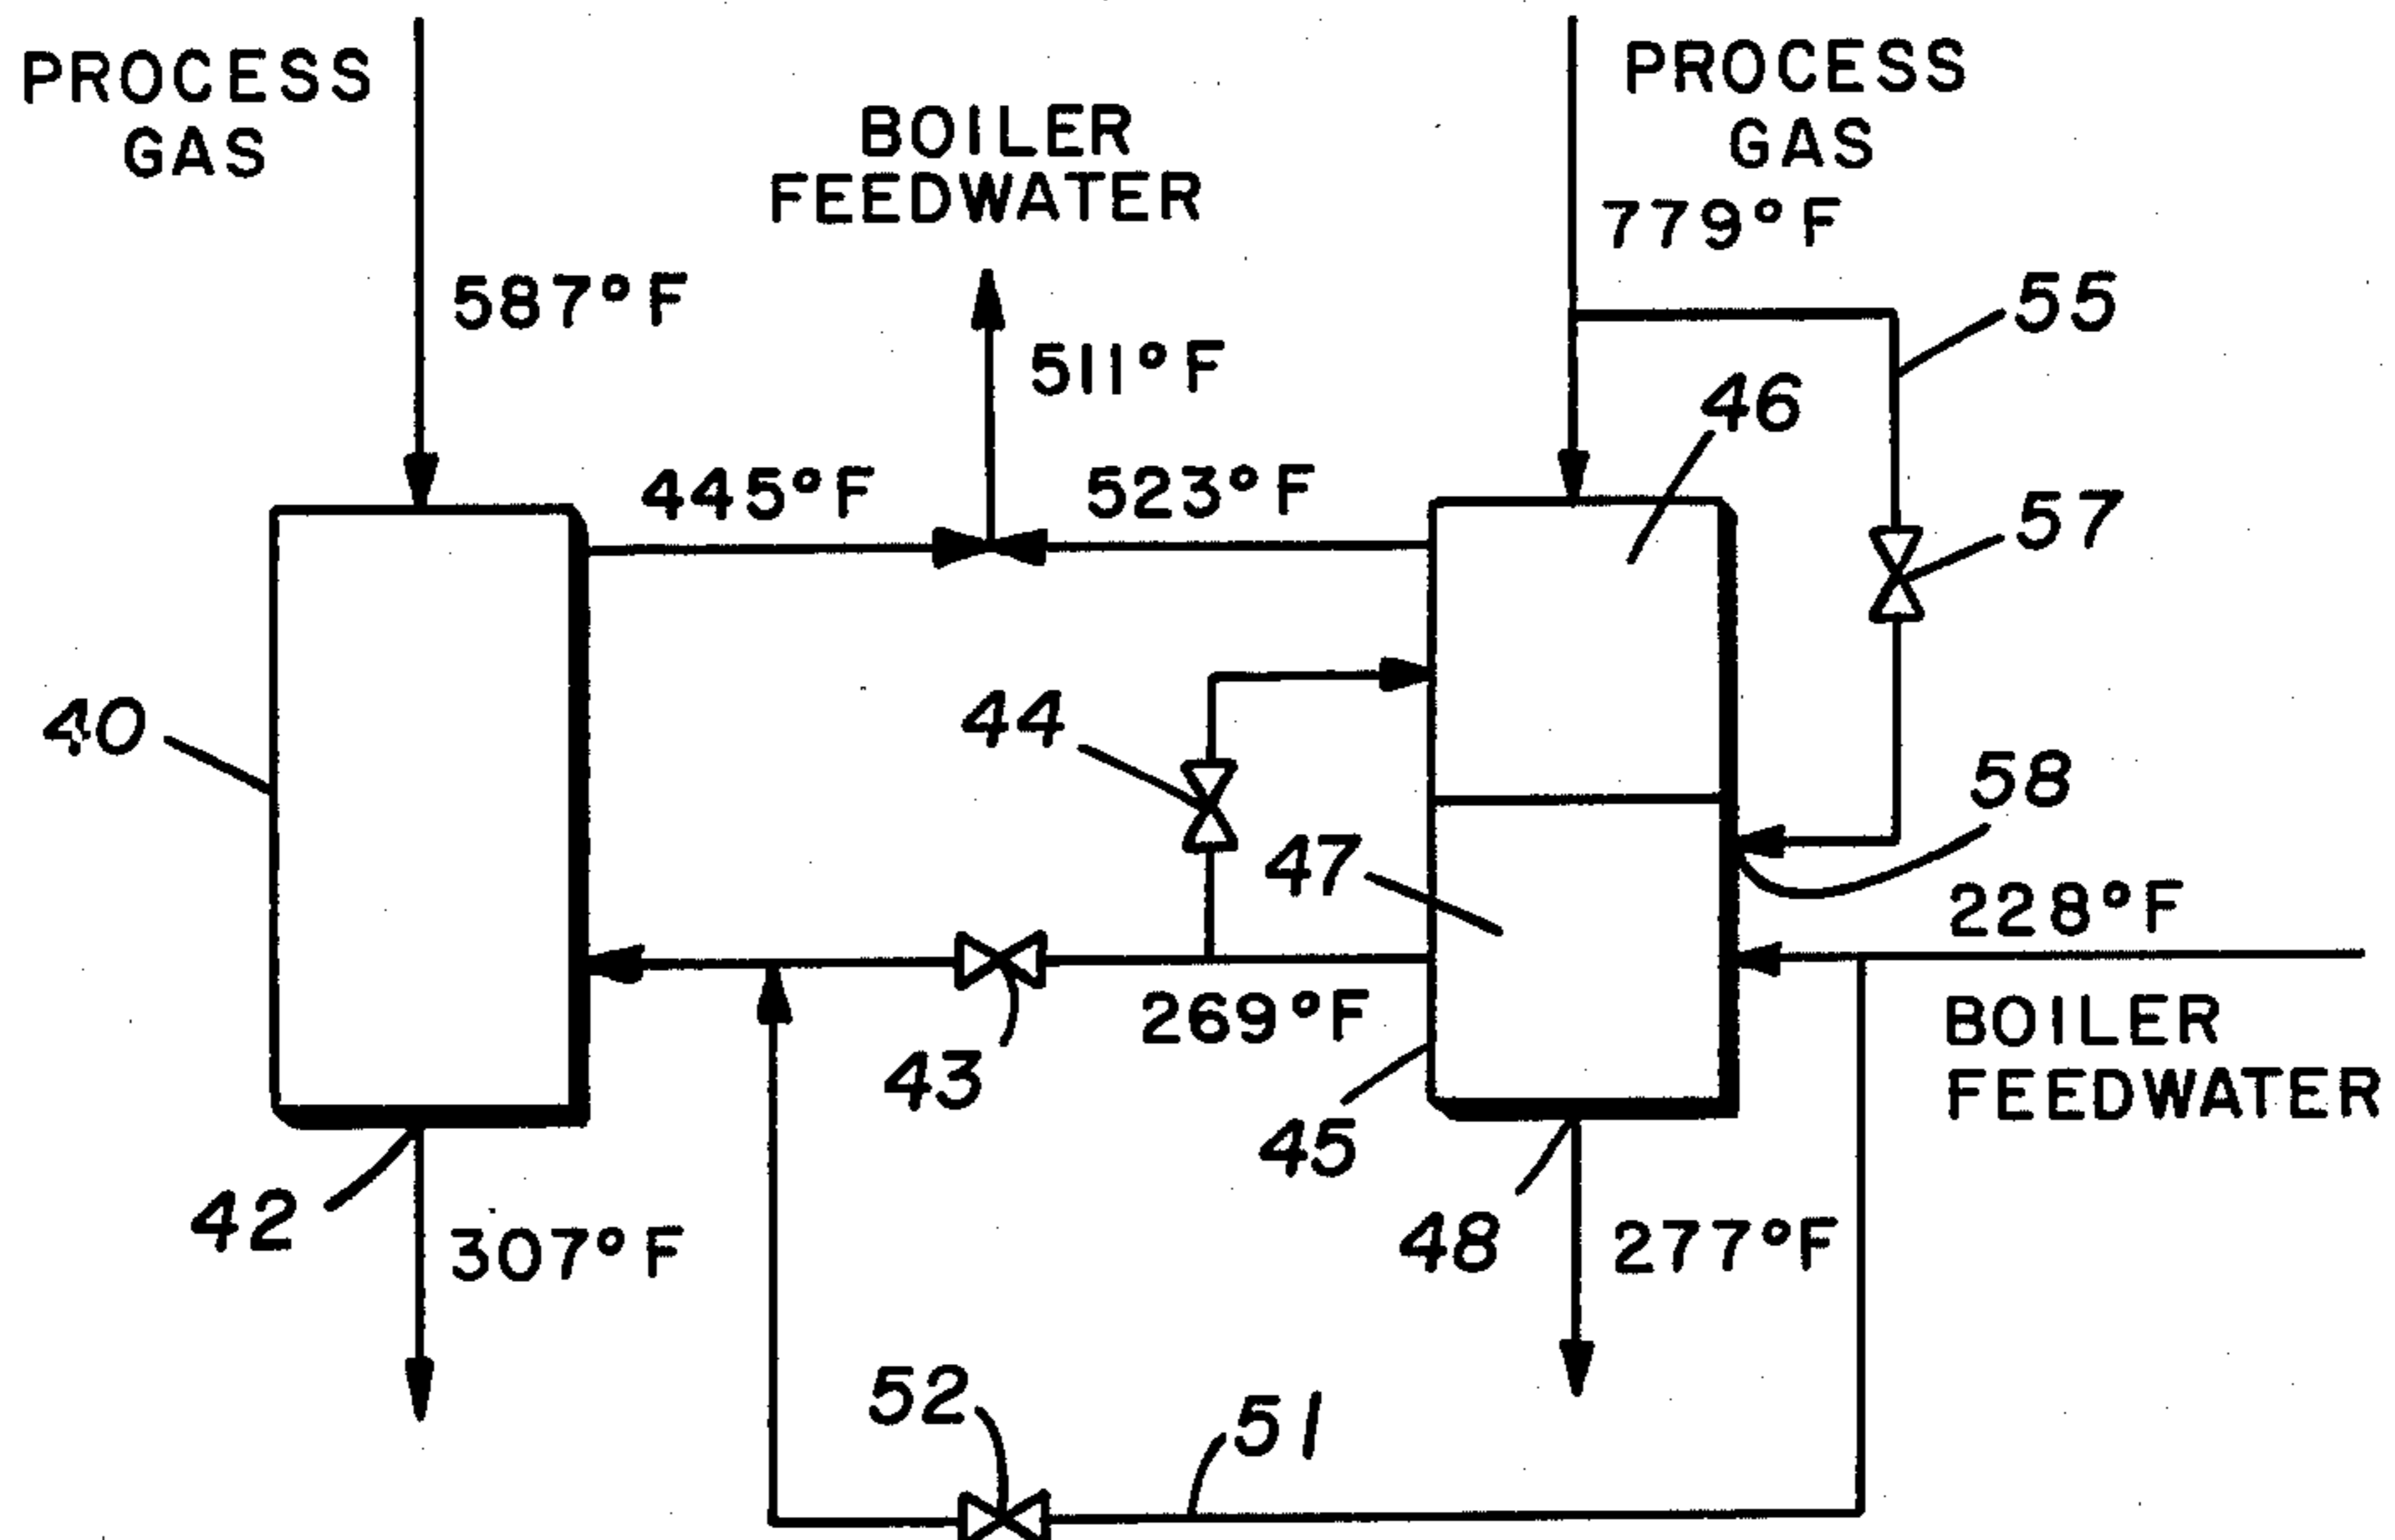 PROCESS
GAS
587°F
BOILER
FEEDWATER
511°F
PROCESS
GAS
779°F
55
46
445°F
523°F
57
40
44
58
47
228°F
269°F
43
BOILER
FEEDWATER
45
42
307°F
48
277°F
52
51